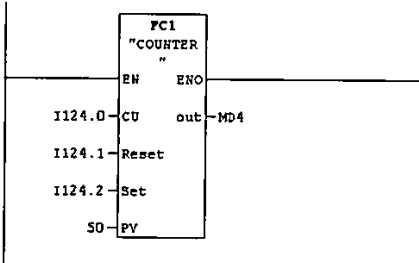 FC1
"COUNTER
"
EN ENO
I124.0 CU out MD4
I124.1 Reset
I124.2 Set
50 PV